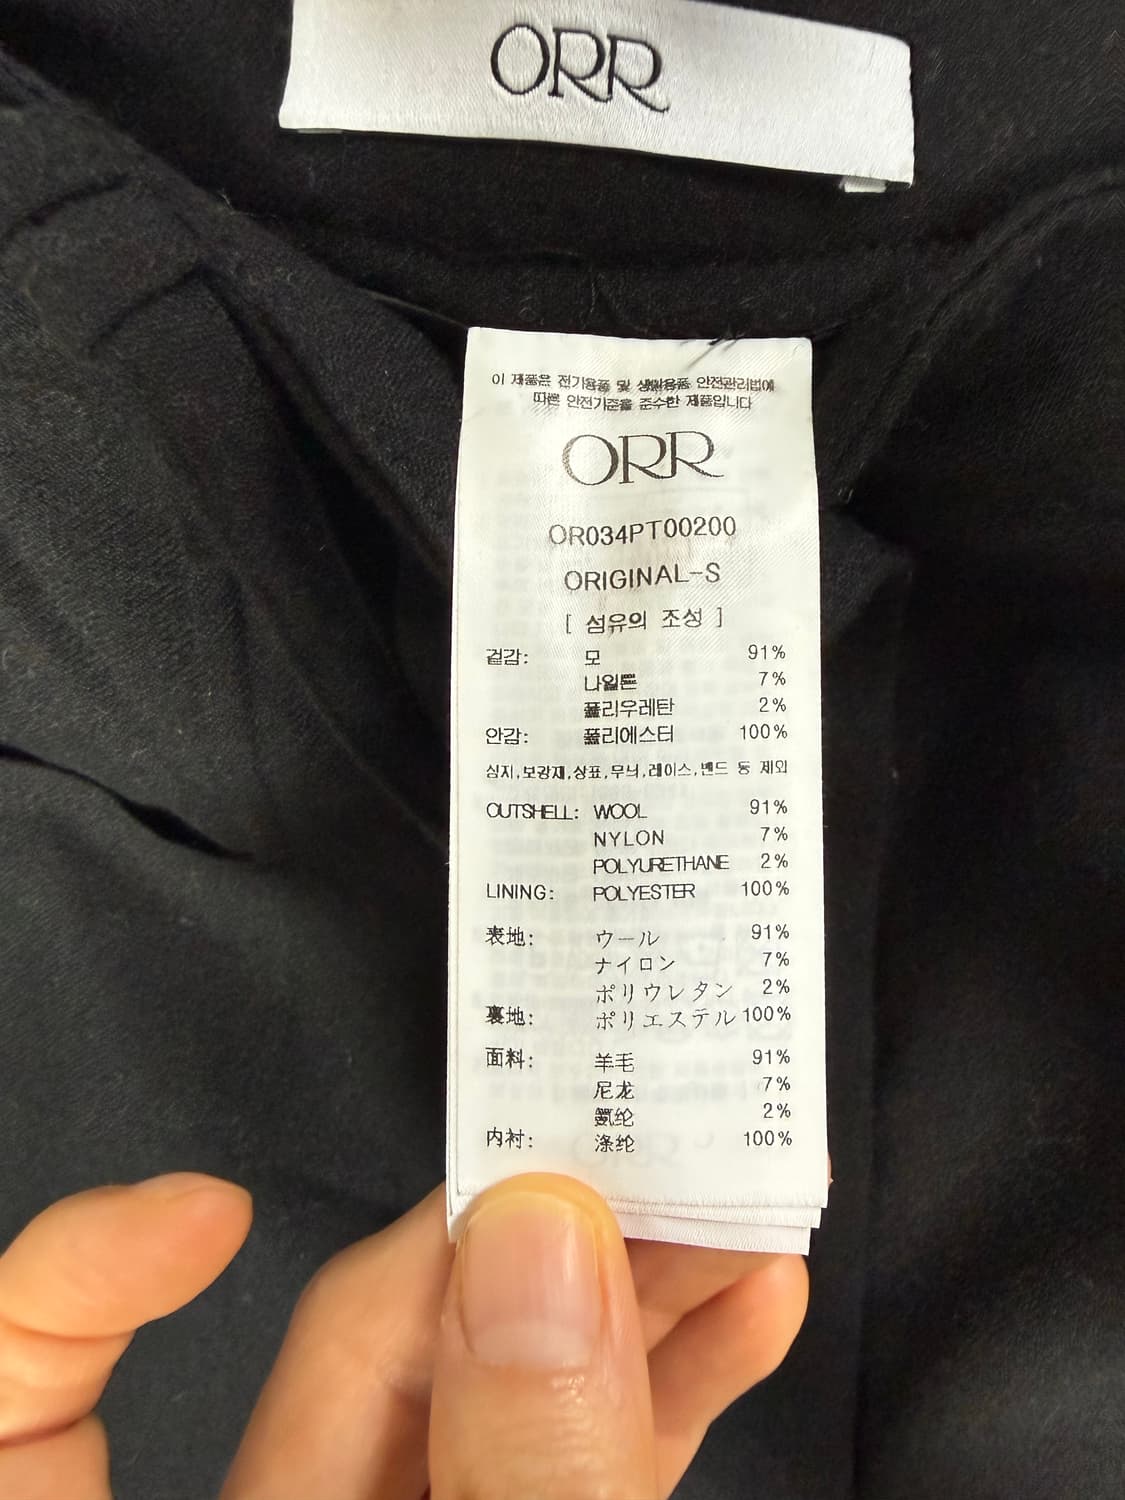 ORR
이 제품은 전기용품 및 생활용품 안전관리법에
따른 안전기준을 준수한 제품입니다
ORR
OR034PT00200
ORIGINAL-S
[ 섬유의 조성 ]
겉감: 모 91%
나일론 7%
폴리우레탄 2%
안감: 폴리에스터 100%
심지,보강재,상표,무늬,레이스,밴드 등 제외
OUTSHELL: WOOL 91%
NYLON 7%
POLYURETHANE 2%
LINING: POLYESTER 100%
表地: ウール 91%
ナイロン 7%
ポリウレタン 2%
裏地: ポリエステル 100%
面料: 羊毛 91%
尼龙 7%
氨纶 2%
内衬: 涤纶 100%